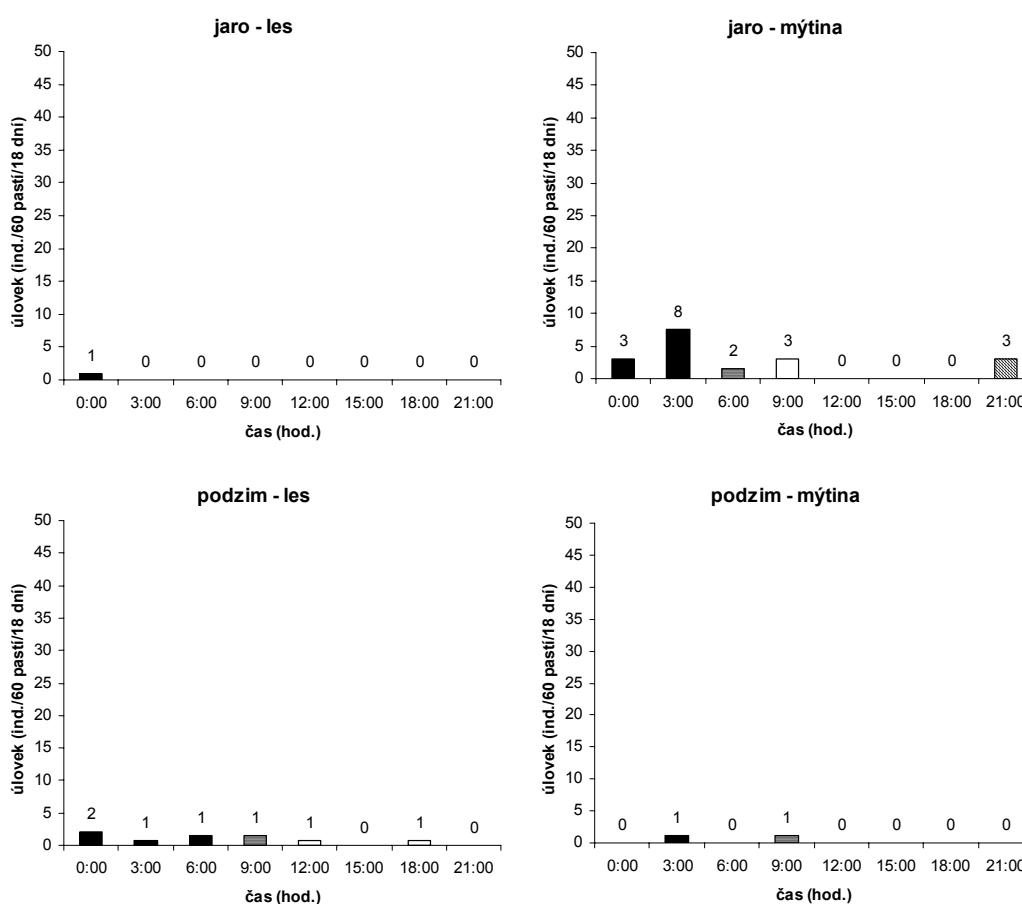 jaro - les
50
45
40
35
30
25
20
15
10
5
0
úlovek (ind./60 pastí/18 dní)
1 0 0 0 0 0 0 0
0:00 3:00 6:00 9:00 12:00 15:00 18:00 21:00
čas (hod.)
jaro - mýtina
50
45
40
35
30
25
20
15
10
5
0
úlovek (ind./60 pastí/18 dní)
3 8 2 3 0 0 0 3
0:00 3:00 6:00 9:00 12:00 15:00 18:00 21:00
čas (hod.)
podzim - les
50
45
40
35
30
25
20
15
10
5
0
úlovek (ind./60 pastí/18 dní)
2 1 1 1 1 0 1 0
0:00 3:00 6:00 9:00 12:00 15:00 18:00 21:00
čas (hod.)
podzim - mýtina
50
45
40
35
30
25
20
15
10
5
0
úlovek (ind./60 pastí/18 dní)
0 1 0 1 0 0 0 0
0:00 3:00 6:00 9:00 12:00 15:00 18:00 21:00
čas (hod.)